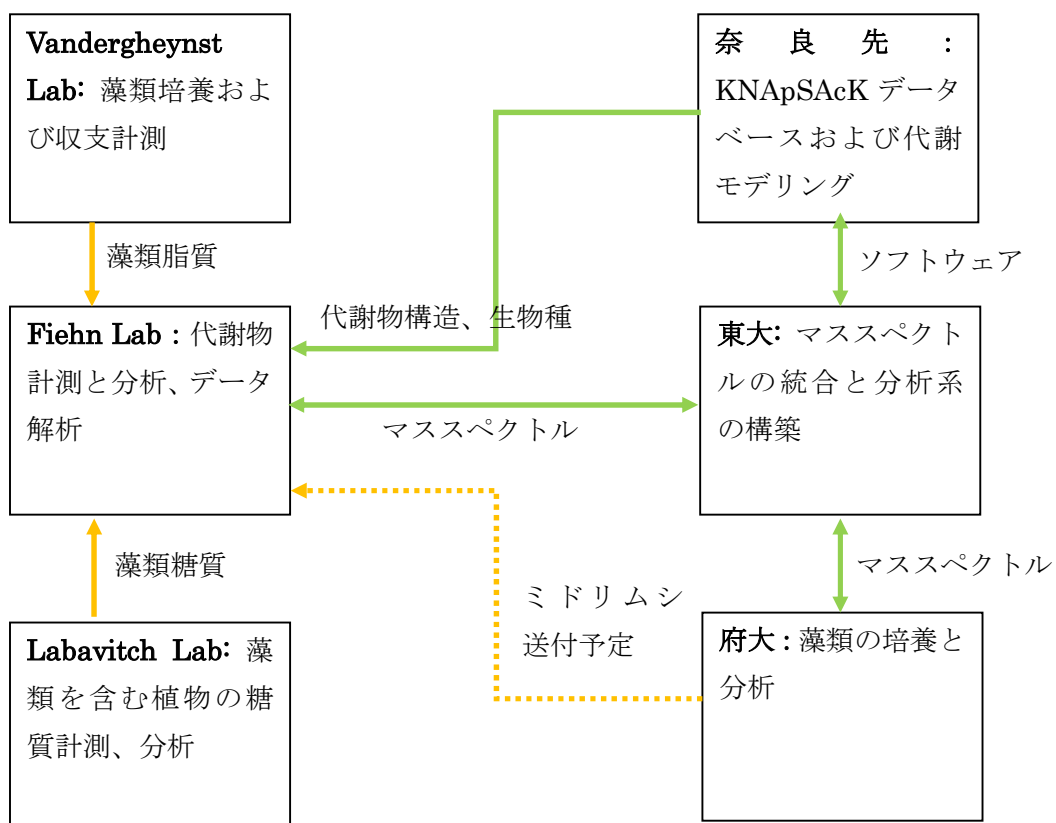 Vandergheynst
Lab: 藻類培養およ
び収支計測
奈良先:
KNApSAcK データ
ベースおよび代謝
モデリング
藻類脂質
ソフトウェア
代謝物構造、生物種
Fiehn Lab : 代謝物
計測と分析、データ
解析
東大: マススペクト
ルの統合と分析系
の構築
マススペクトル
藻類糖質
マススペクトル
ミドリムシ
送付予定
Labavitch Lab: 藻
類を含む植物の糖
質計測、分析
府大 : 藻類の培養と
分析